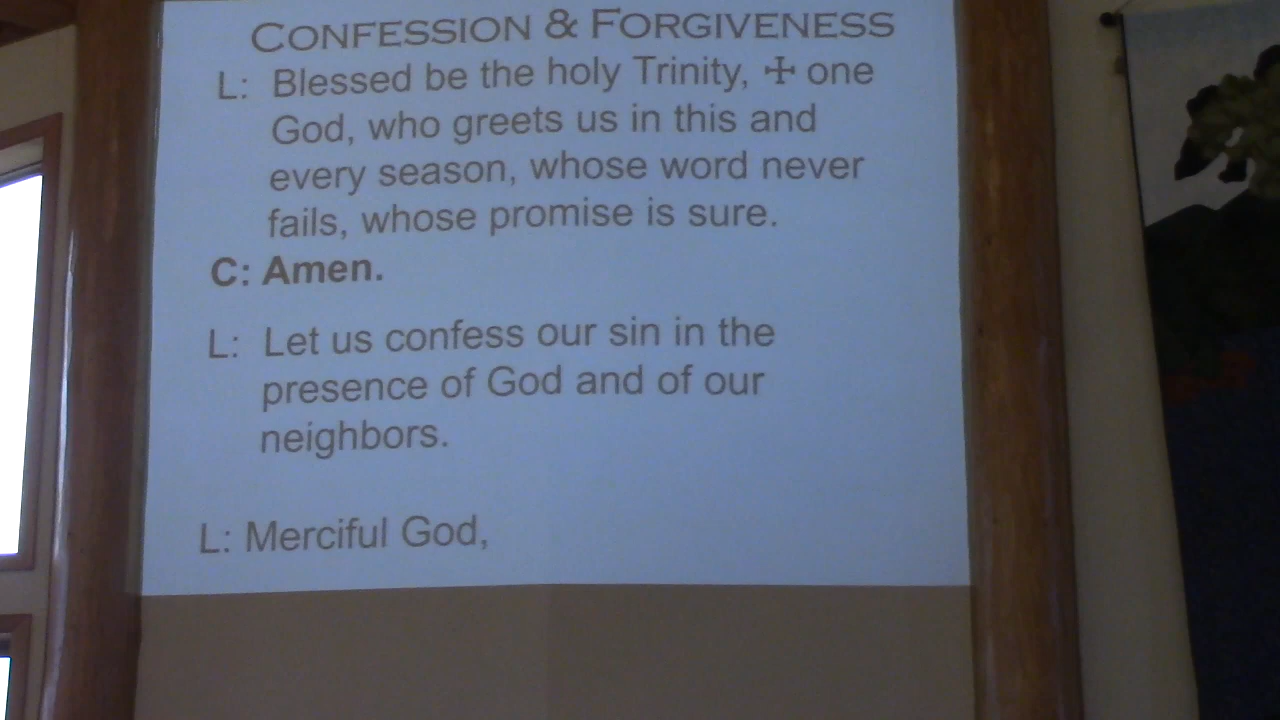 CONFESSION & FORGIVENESS
L: Blessed be the holy Trinity, ☩ one
God, who greets us in this and
every season, whose word never
fails, whose promise is sure.
C: Amen.
L: Let us confess our sin in the
presence of God and of our
neighbors.
L: Merciful God,